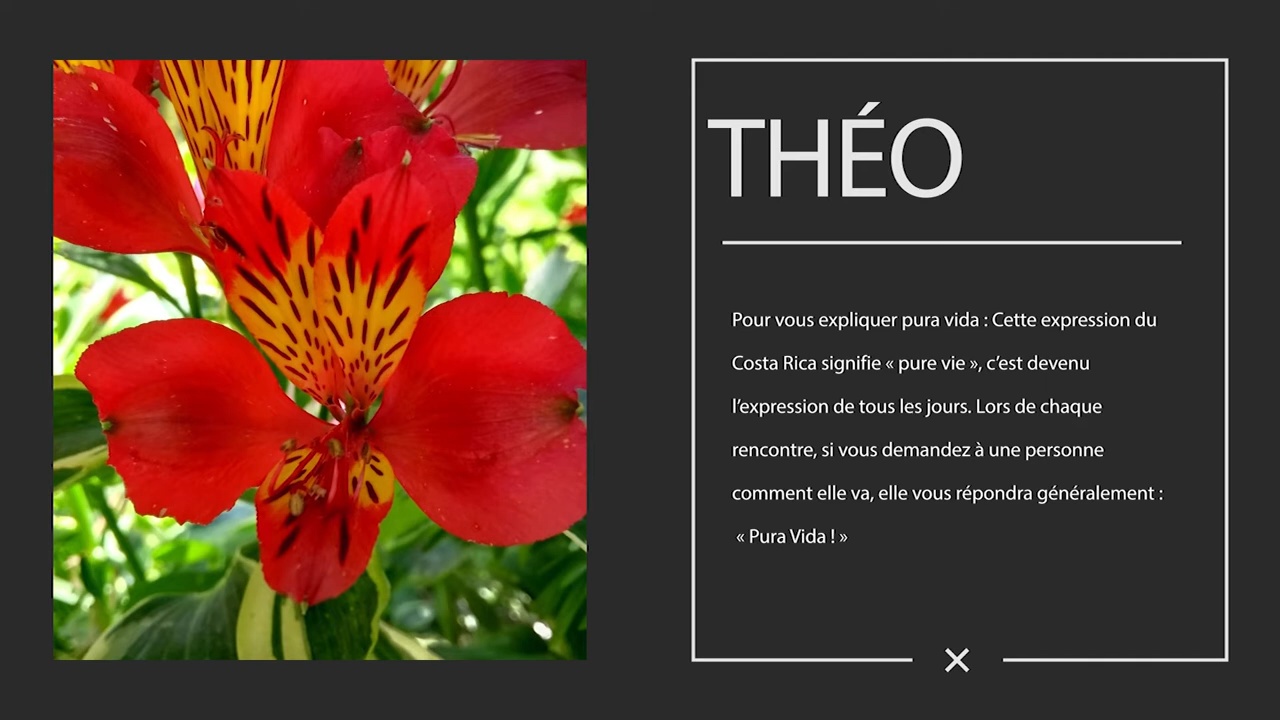 THÉO
Pour vous expliquer pura vida : Cette expression du
Costa Rica signifie « pure vie », c’est devenu
l’expression de tous les jours. Lors de chaque
rencontre, si vous demandez à une personne
comment elle va, elle vous répondra généralement :
« Pura Vida ! »